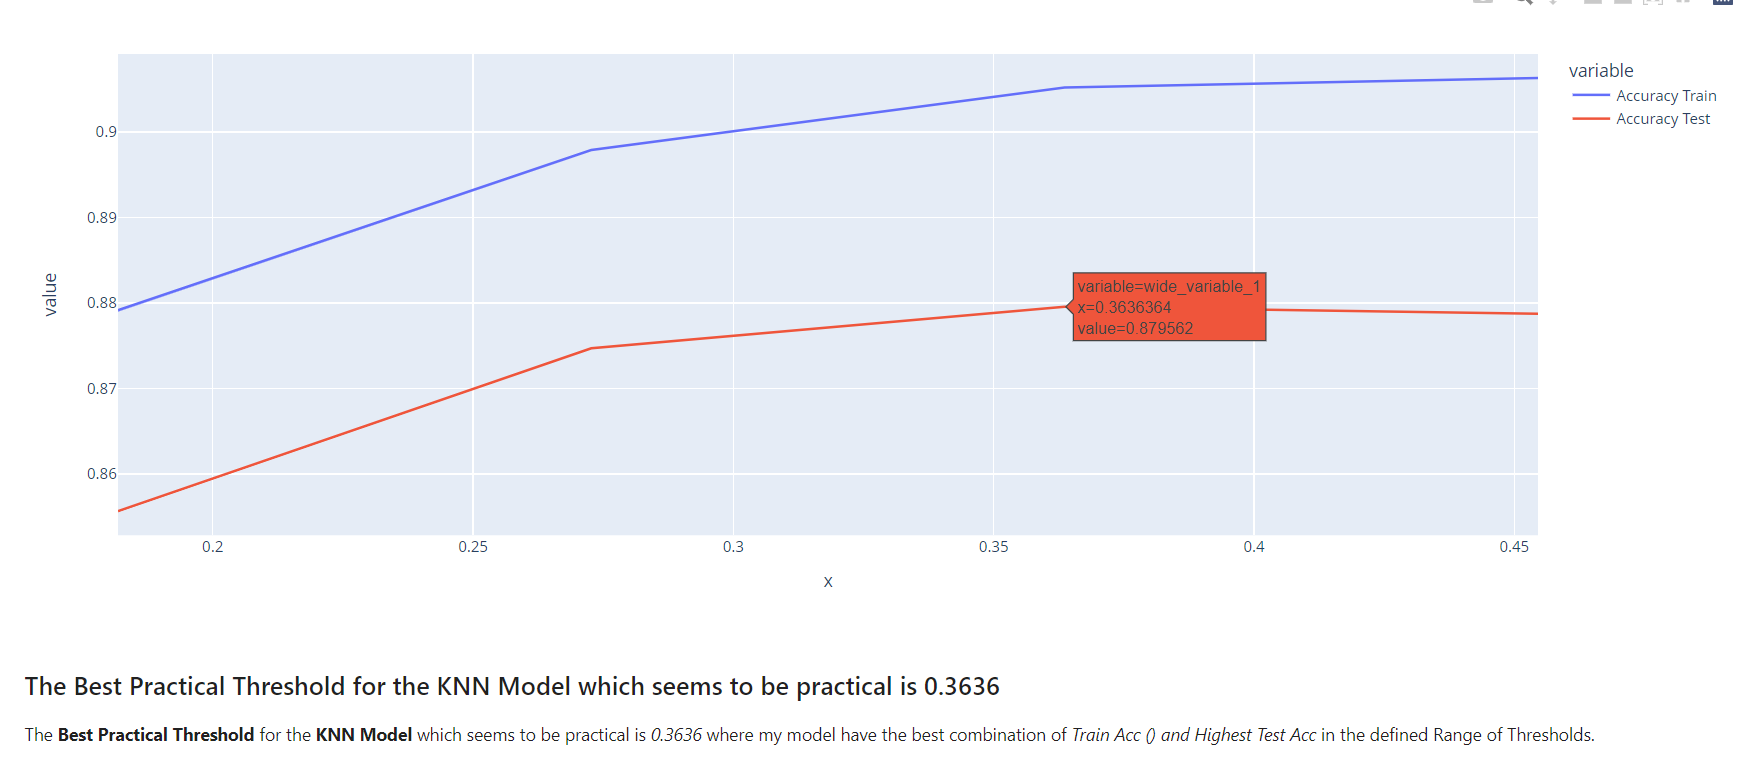 variable
Accuracy Train
Accuracy Test
0.9
0.89
0.88
0.87
0.86
value
variable=wide_variable_1
x=0.3636364
value=0.879562
0.2 0.25 0.3 0.35 0.4 0.45
x
The Best Practical Threshold for the KNN Model which seems to be practical is 0.3636
The Best Practical Threshold for the KNN Model which seems to be practical is 0.3636 where my model have the best combination of Train Acc () and Highest Test Acc in the defined Range of Thresholds.